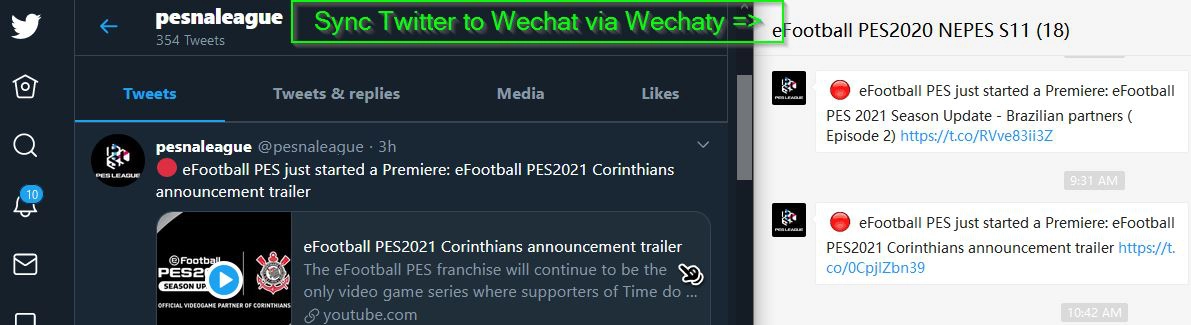 pesnaleague
354 Tweets
Sync Twitter to Wechat via Wechaty =>
Tweets
Tweets & replies
Media
Likes
10
PES LEAGUE
pesnaleague @pesnaleague · 3h
eFootball PES just started a Premiere: eFootball PES2021 Corinthians
announcement trailer
eFootball
PES2021
SEASON UP
OFFICIAL VIDEOGAME PARTNER OF CORINTHIANS
eFootball PES2021 Corinthians announcement trailer
The eFootball PES franchise will continue to be the
only video game series where supporters of Time do ...
youtube.com
eFootball PES2020 NEPES S11 (18)
PES LEAGUE
eFootball PES just started a Premiere: eFootball
PES 2021 Season Update - Brazilian partners (
Episode 2) https://t.co/RVve83ii3Z
9:31 AM
PES LEAGUE
eFootball PES just started a Premiere: eFootball
PES2021 Corinthians announcement trailer https://t.
co/0CpjlZbn39
10:42 AM